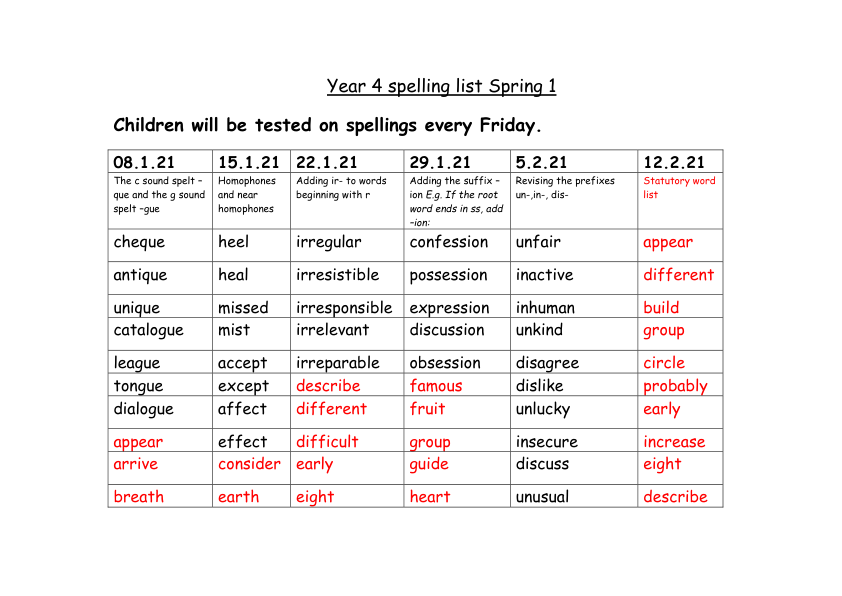 Year 4 spelling list Spring 1
Children will be tested on spellings every Friday.
08.1.21 15.1.21 22.1.21 29.1.21 5.2.21 12.2.21
The c sound spelt – Homophones Adding ir- to words Adding the suffix – Revising the prefixes Statutory word
que and the g sound and near beginning with r ion E.g. If the root un-,in-, dis- list
spelt –gue homophones word ends in ss, add
–ion:
cheque heel irregular confession unfair appear
antique heal irresistible possession inactive different
unique missed irresponsible expression inhuman build
catalogue mist irrelevant discussion unkind group
league accept irreparable obsession disagree circle
tongue except describe famous dislike probably
dialogue affect different fruit unlucky early
appear effect difficult group insecure increase
arrive consider early guide discuss eight
breath earth eight heart unusual describe